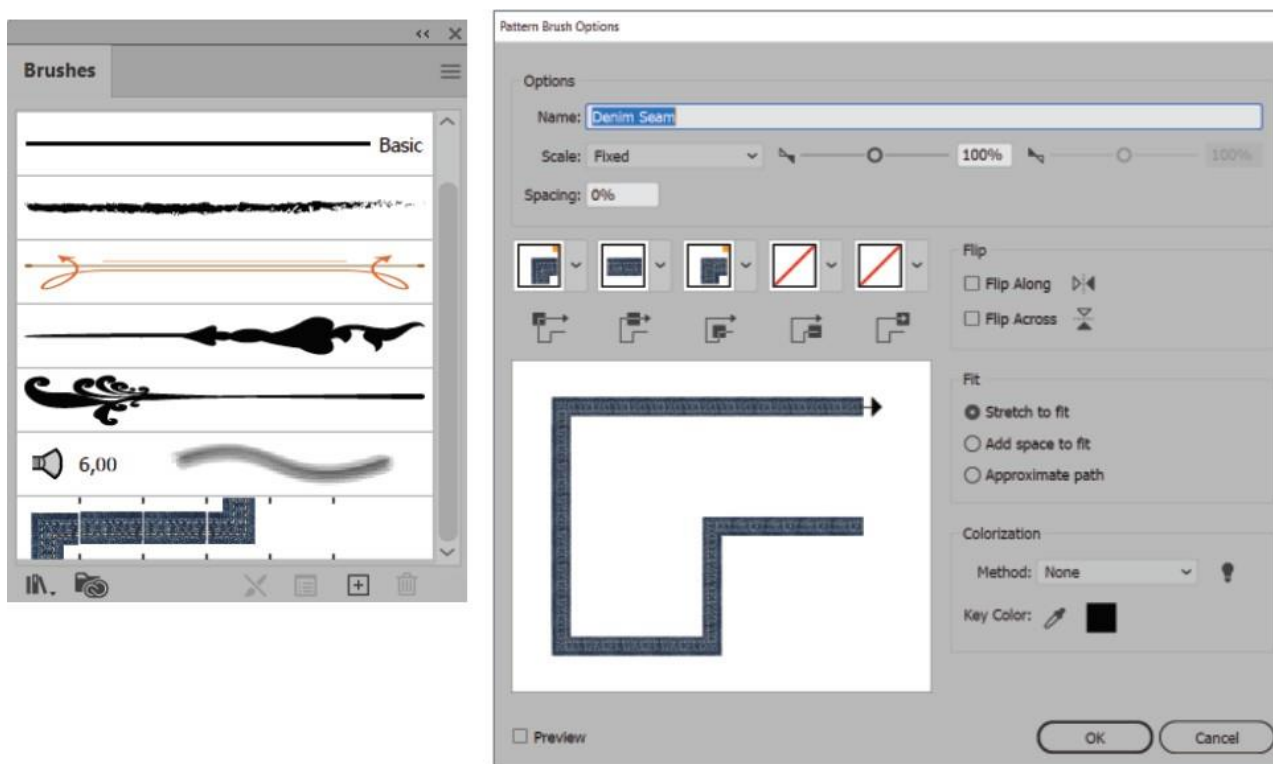 Brushes
Basic
6,00
Pattern Brush Options
Options
Name: Denim Seam
Scale: Fixed 100% 100%
Spacing: 0%
Flip
Flip Along
Flip Across
Fit
Stretch to fit
Add space to fit
Approximate path
Colorization
Method: None
Key Color:
Preview
OK Cancel